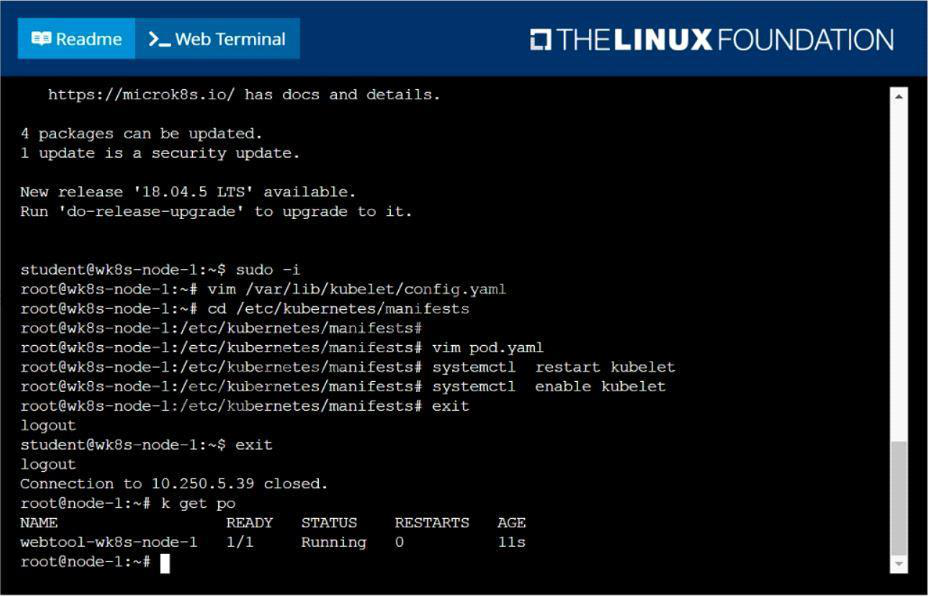 Readme
Web Terminal
THE LINUX FOUNDATION
https://microk8s.io/ has docs and details.
4 packages can be updated.
1 update is a security update.
New release '18.04.5 LTS' available.
Run 'do-release-upgrade' to upgrade to it.
student@wk8s-node-1:~$ sudo -i
root@wk8s-node-1:~# vim /var/lib/kubelet/config.yaml
root@wk8s-node-1:~# cd /etc/kubernetes/manifests
root@wk8s-node-1:/etc/kubernetes/manifests#
root@wk8s-node-1:/etc/kubernetes/manifests# vim pod.yaml
root@wk8s-node-1:/etc/kubernetes/manifests# systemctl  restart kubelet
root@wk8s-node-1:/etc/kubernetes/manifests# systemctl  enable kubelet
root@wk8s-node-1:/etc/kubernetes/manifests# exit
logout
student@wk8s-node-1:~$ exit
logout
Connection to 10.250.5.39 closed.
root@node-1:~# k get po
NAME                  READY   STATUS    RESTARTS   AGE
webtool-wk8s-node-1   1/1     Running   0          11s
root@node-1:~#